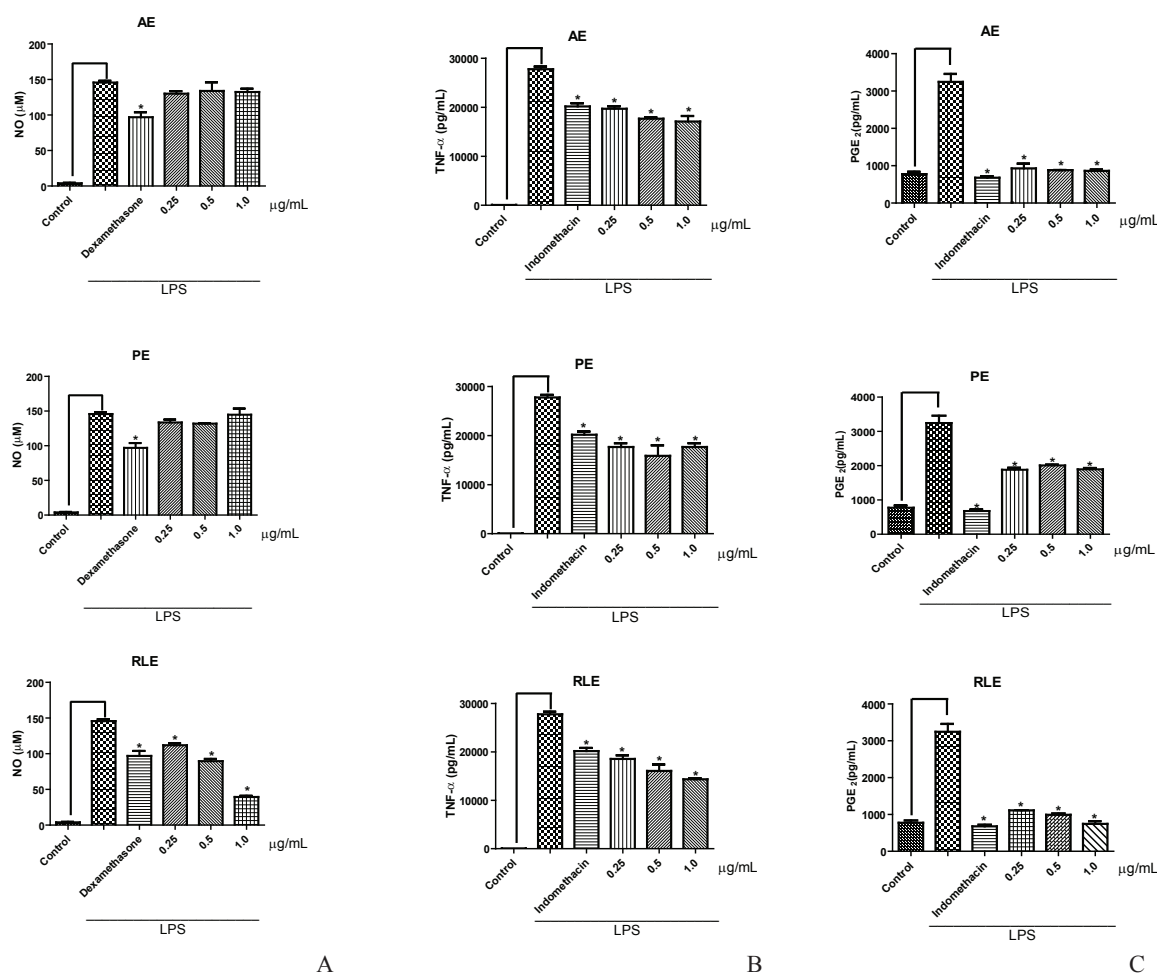 AE
200
150
100
50
0
NO (μM)
Control
Dexamethasone
0.25
0.5
1.0
μg/mL
LPS
AE
30000
20000
10000
0
TNF-α (pg/mL)
Control
Indomethacin
0.25
0.5
1.0
μg/mL
LPS
AE
4000
3000
2000
1000
0
PGE 2(pg/mL)
Control
Indomethacin
0.25
0.5
1.0
μg/mL
LPS
PE
200
150
100
50
0
NO (μM)
Control
Dexamethasone
0.25
0.5
1.0
μg/mL
LPS
PE
30000
20000
10000
0
TNF-α (pg/mL)
Control
Indomethacin
0.25
0.5
1.0
μg/mL
LPS
PE
4000
3000
2000
1000
0
PGE 2(pg/mL)
Control
Indomethacin
0.25
0.5
1.0
μg/mL
LPS
RLE
200
150
100
50
0
NO (μM)
Control
Dexamethasone
0.25
0.5
1.0
μg/mL
LPS
RLE
30000
20000
10000
0
TNF-α (pg/mL)
Control
Indomethacin
0.25
0.5
1.0
μg/mL
LPS
RLE
4000
3000
2000
1000
0
PGE 2(pg/mL)
Control
Indomethacin
0.25
0.5
1.0
μg/mL
LPS
A
B
C